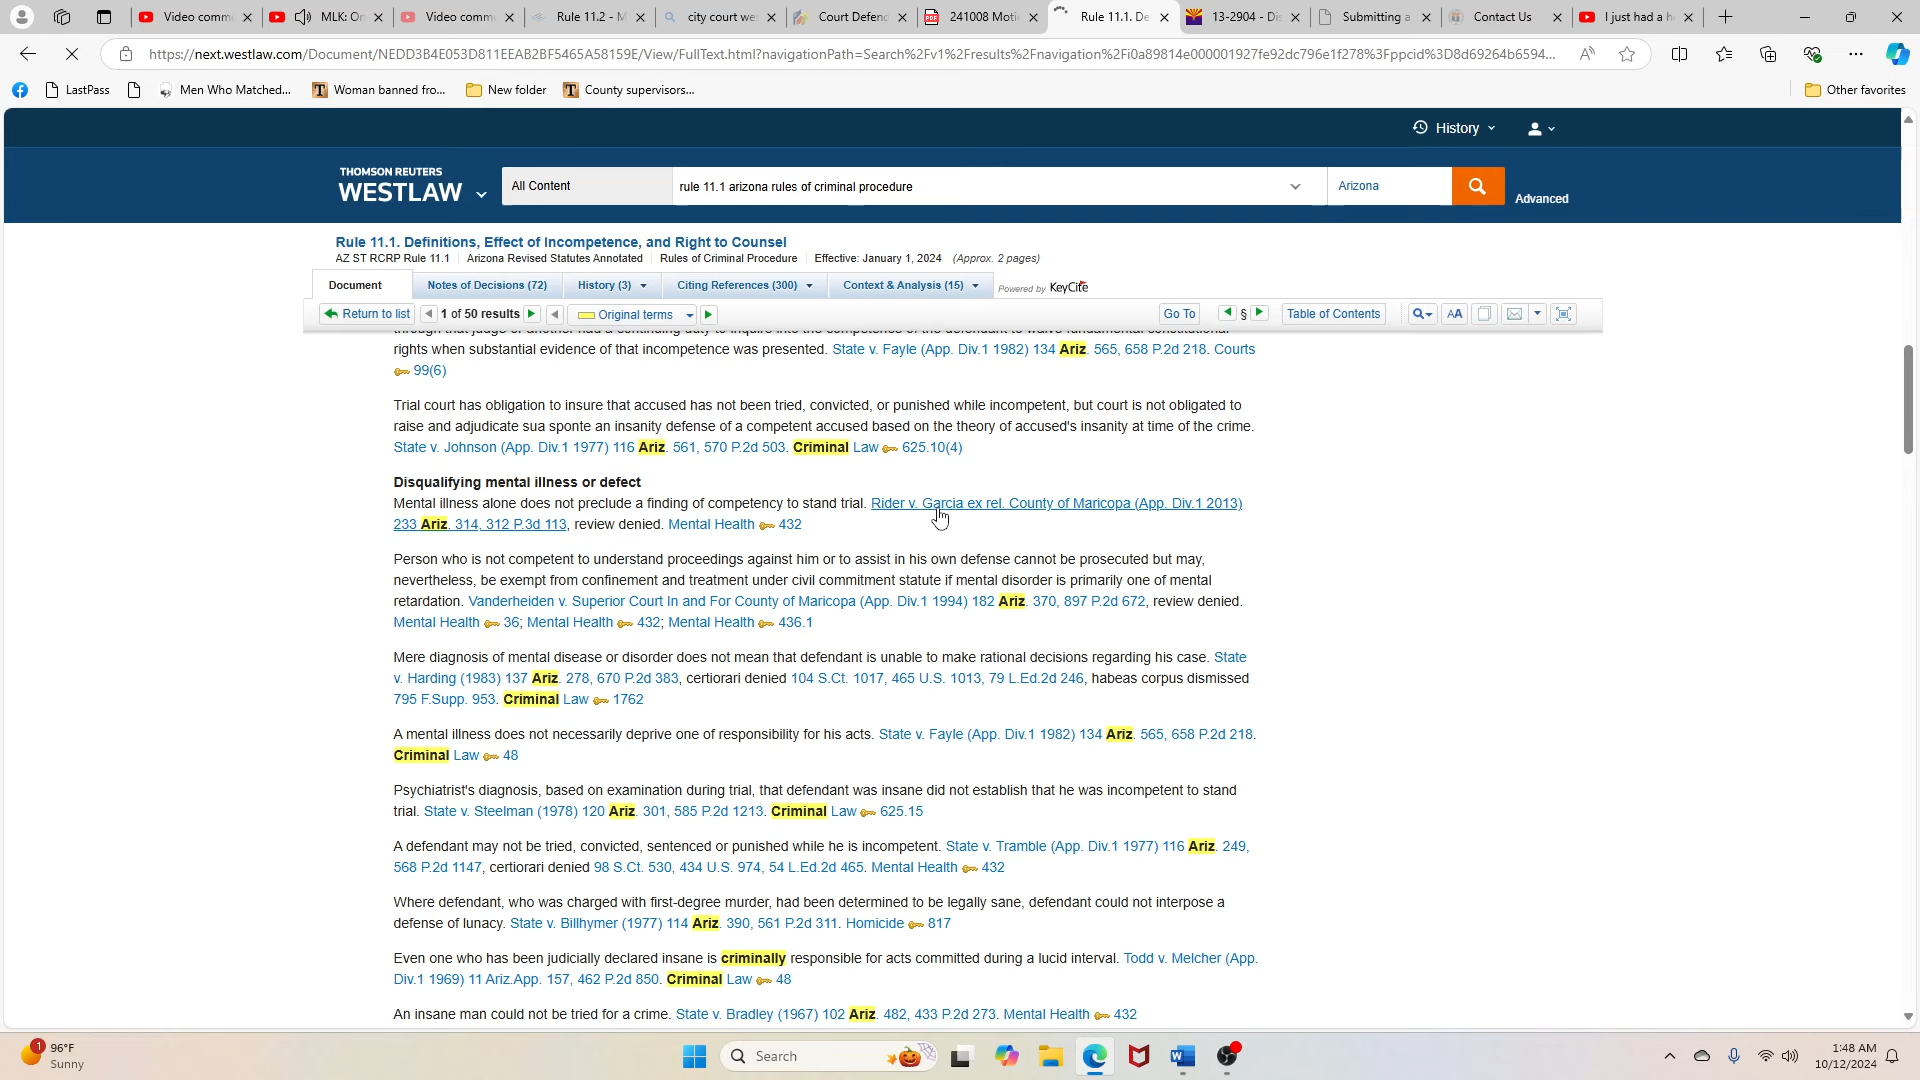 Video comm
MLK: On
Video comm
Rule 11.2 - M
city court we
Court Defend
241008 Moti
Rule 11.1. De
13-2904 - Di
Submitting a
Contact Us
I just had a h
https://next.westlaw.com/Document/NEDD3B4E053D811EEAB2BF5465A58159E/View/FullText.html?navigationPath=Search%2Fv1%2Fresults%2Fnavigation%2Fi0a89814e000001927fe92dc796e1f278%3Fppcid%3D8d69264b6594...
LastPass
Men Who Matched...
Woman banned fro...
New folder
County supervisors...
Other favorites
History
THOMSON REUTERS
WESTLAW
All Content
rule 11.1 arizona rules of criminal procedure
Arizona
Advanced
Rule 11.1. Definitions, Effect of Incompetence, and Right to Counsel
AZ ST RCRP Rule 11.1 Arizona Revised Statutes Annotated Rules of Criminal Procedure Effective: January 1, 2024 (Approx. 2 pages)
Document Notes of Decisions (72) History (3) Citing References (300) Context & Analysis (15) Powered by KeyCite
Return to list 1 of 50 results Original terms Go To § Table of Contents AA
though that judge or another had a continuing duty to inquire into the competence of the defendant to waive fundamental constitutional
rights when substantial evidence of that incompetence was presented. State v. Fayle (App. Div.1 1982) 134 Ariz. 565, 658 P.2d 218. Courts
99(6)
Trial court has obligation to insure that accused has not been tried, convicted, or punished while incompetent, but court is not obligated to
raise and adjudicate sua sponte an insanity defense of a competent accused based on the theory of accused's insanity at time of the crime.
State v. Johnson (App. Div.1 1977) 116 Ariz. 561, 570 P.2d 503. Criminal Law 625.10(4)
Disqualifying mental illness or defect
Mental illness alone does not preclude a finding of competency to stand trial. Rider v. Garcia ex rel. County of Maricopa (App. Div.1 2013)
233 Ariz. 314, 312 P.3d 113, review denied. Mental Health 432
Person who is not competent to understand proceedings against him or to assist in his own defense cannot be prosecuted but may,
nevertheless, be exempt from confinement and treatment under civil commitment statute if mental disorder is primarily one of mental
retardation. Vanderheiden v. Superior Court In and For County of Maricopa (App. Div.1 1994) 182 Ariz. 370, 897 P.2d 672, review denied.
Mental Health 36; Mental Health 432; Mental Health 436.1
Mere diagnosis of mental disease or disorder does not mean that defendant is unable to make rational decisions regarding his case. State
v. Harding (1983) 137 Ariz. 278, 670 P.2d 383, certiorari denied 104 S.Ct. 1017, 465 U.S. 1013, 79 L.Ed.2d 246, habeas corpus dismissed
795 F.Supp. 953. Criminal Law 1762
A mental illness does not necessarily deprive one of responsibility for his acts. State v. Fayle (App. Div.1 1982) 134 Ariz. 565, 658 P.2d 218.
Criminal Law 48
Psychiatrist's diagnosis, based on examination during trial, that defendant was insane did not establish that he was incompetent to stand
trial. State v. Steelman (1978) 120 Ariz. 301, 585 P.2d 1213. Criminal Law 625.15
A defendant may not be tried, convicted, sentenced or punished while he is incompetent. State v. Tramble (App. Div.1 1977) 116 Ariz. 249,
568 P.2d 1147, certiorari denied 98 S.Ct. 530, 434 U.S. 974, 54 L.Ed.2d 465. Mental Health 432
Where defendant, who was charged with first-degree murder, had been determined to be legally sane, defendant could not interpose a
defense of lunacy. State v. Billhymer (1977) 114 Ariz. 390, 561 P.2d 311. Homicide 817
Even one who has been judicially declared insane is criminally responsible for acts committed during a lucid interval. Todd v. Melcher (App.
Div.1 1969) 11 Ariz.App. 157, 462 P.2d 850. Criminal Law 48
An insane man could not be tried for a crime. State v. Bradley (1967) 102 Ariz. 482, 433 P.2d 273. Mental Health 432
1
96°F
Sunny
Search
1:48 AM
10/12/2024